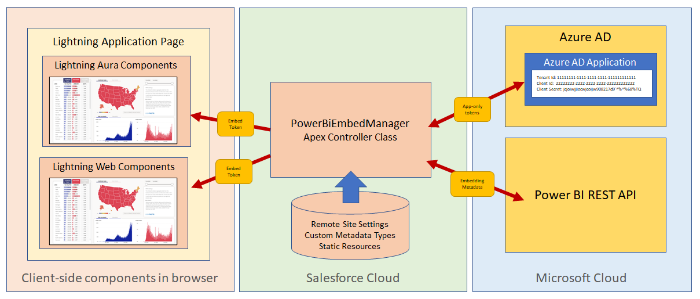 Lightning Application Page
Lightning Aura Components
Lightning Web Components
Client-side components in browser
Embed
Token
Embed
Token
PowerBiEmbedManager
Apex Controller Class
Remote Site Settings
Custom Metadata Types
Static Resources
Salesforce Cloud
App-only
tokens
Embedding
Metadata
Azure AD
Azure AD Application
Tenant Id: 11111111-1111-1111-1111-111111111111
Client Id: 22222222-2222-2222-2222-222222222222
Client Secret:
Power BI REST API
Microsoft Cloud